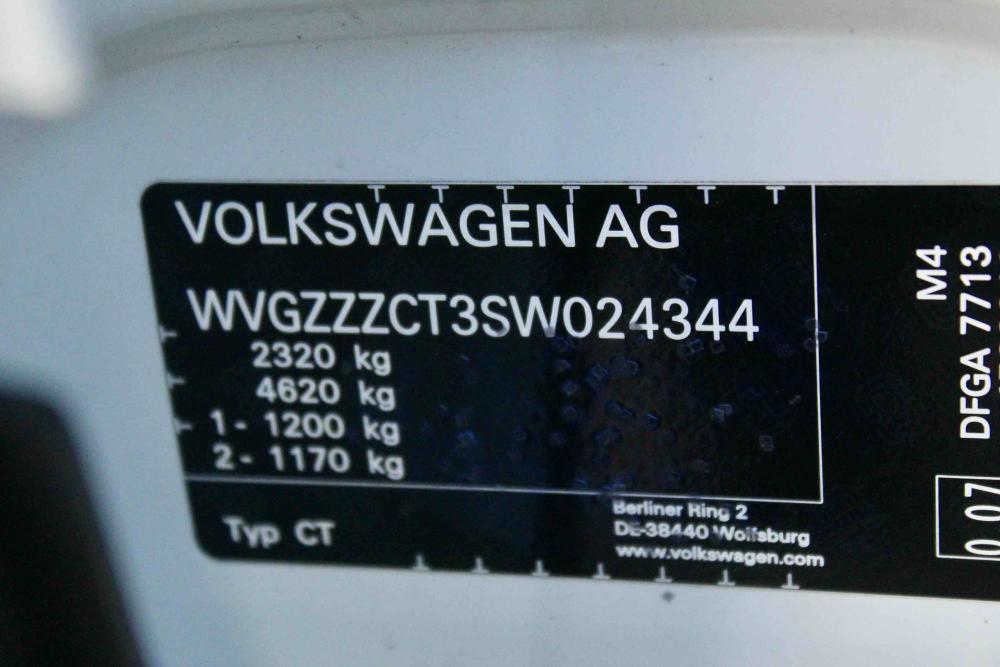 VOLKSWAGEN AG
WVGZZZCT3SW024344
2320 kg
4620 kg
1 - 1200 kg
2 - 1170 kg
Typ CT
Berliner Ring 2
DE-38440 Wolfsburg
www.volkswagen.com
M4
DFGA 7713